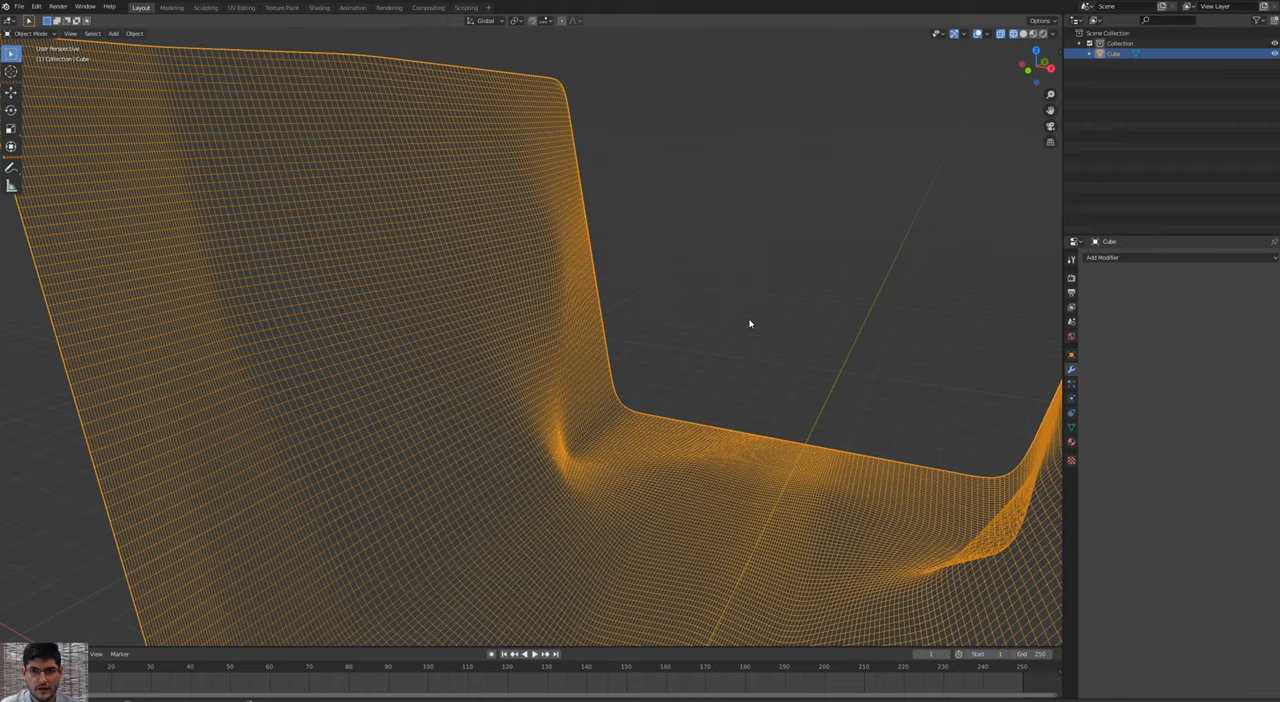 File Edit Render Window Help Layout Modeling Sculpting UV Editing Texture Paint Shading Animation Rendering Compositing Scripting + Scene View Layer
Global Options
Object Mode View Select Add Object
User Perspective
(1) Collection | Cube
Scene Collection
Collection
Cube
Cube
Add Modifier
View Marker 1 Start 1 End 250
20 30 40 50 60 70 80 90 100 110 120 130 140 150 160 170 180 190 200 210 220 230 240 250